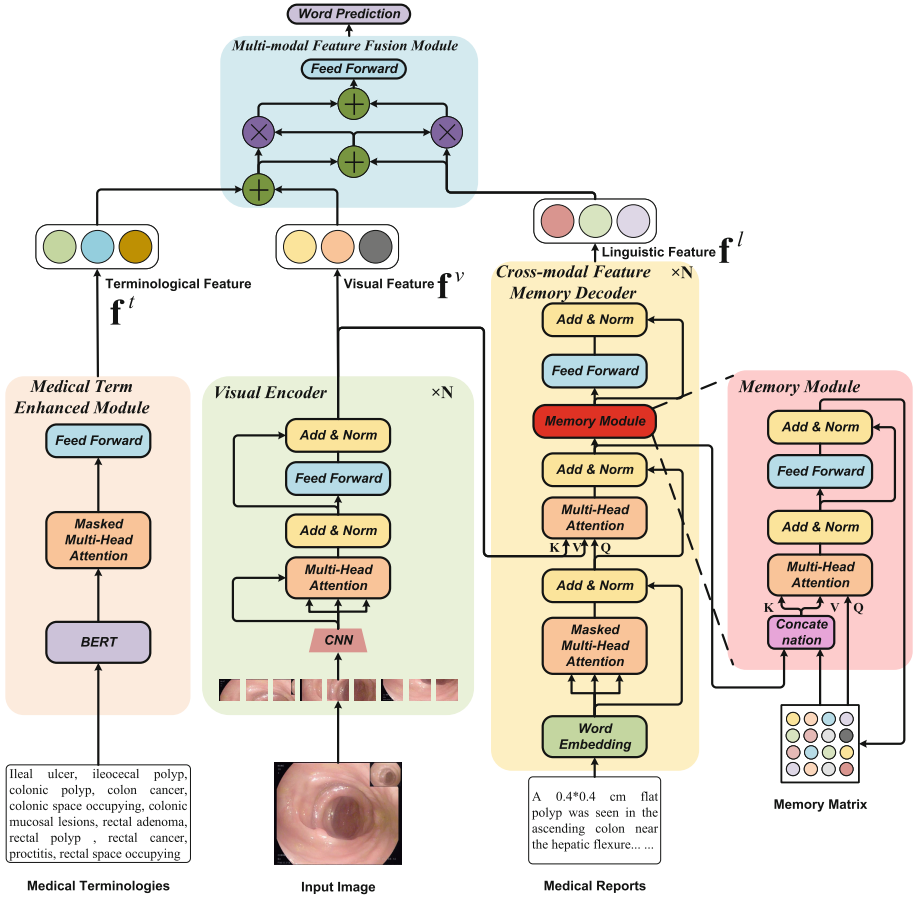 Word Prediction
Multi-modal Feature Fusion Module
Feed Forward
Terminological Feature
f t
Visual Feature
f v
Linguistic Feature
f l
Medical Term
Enhanced Module
Feed Forward
Masked
Multi-Head
Attention
BERT
Ileal ulcer, ileocecal polyp,
colonic polyp, colon cancer,
colonic space occupying, colonic
mucosal lesions, rectal adenoma,
rectal polyp , rectal cancer,
proctitis, rectal space occupying
Medical Terminologies
Visual Encoder
×N
Add & Norm
Feed Forward
Add & Norm
Multi-Head
Attention
CNN
Input Image
Cross-modal Feature
×N
Memory Decoder
Add & Norm
Feed Forward
Memory Module
Add & Norm
Multi-Head
Attention
K V Q
Add & Norm
Masked
Multi-Head
Attention
Word
Embedding
A 0.4*0.4 cm flat
polyp was seen in the
ascending colon near
the hepatic flexure... ...
Medical Reports
Memory Module
Add & Norm
Feed Forward
Add & Norm
Multi-Head
Attention
K V Q
Concate
nation
Memory Matrix